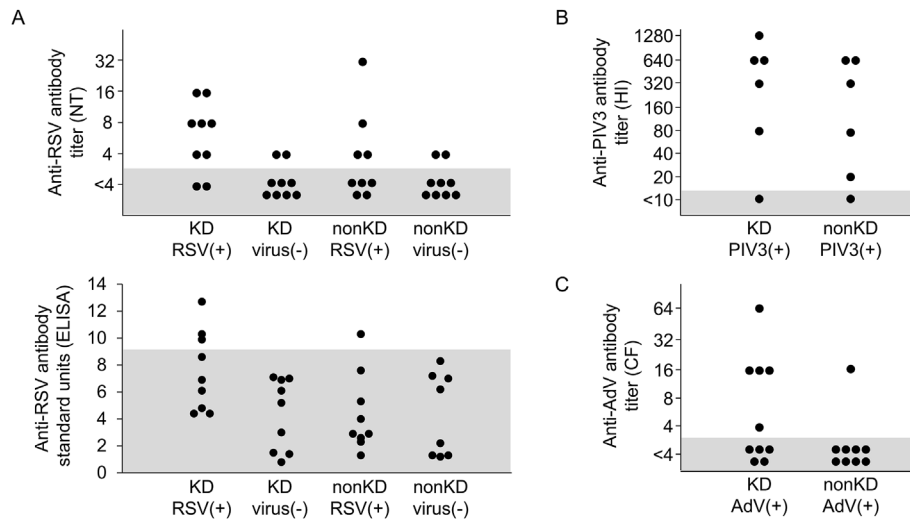 A
Anti-RSV antibody
titer (NT)
32
16
8
4
<4
KD
RSV(+)
KD
virus(-)
nonKD
RSV(+)
nonKD
virus(-)
Anti-RSV antibody
standard units (ELISA)
14
12
10
8
6
4
2
0
KD
RSV(+)
KD
virus(-)
nonKD
RSV(+)
nonKD
virus(-)
B
Anti-PIV3 antibody
titer (HI)
1280
640
320
160
80
40
20
<10
KD
PIV3(+)
nonKD
PIV3(+)
C
Anti-AdV antibody
titer (CF)
64
32
16
8
4
<4
KD
AdV(+)
nonKD
AdV(+)